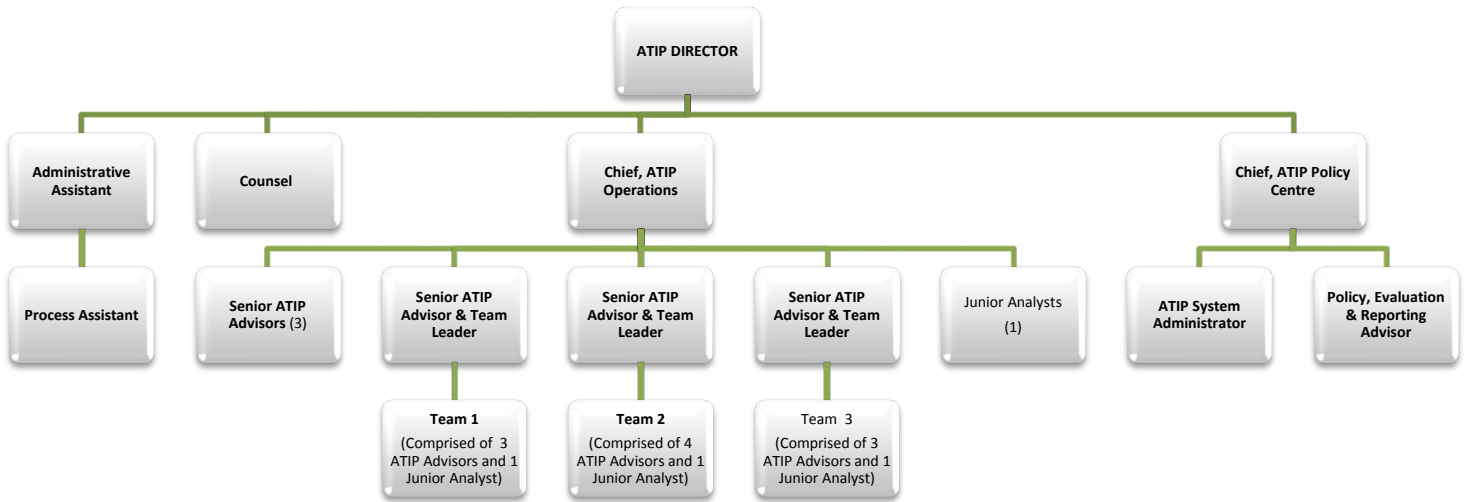 ATIP DIRECTOR
Administrative
Assistant
Counsel
Chief, ATIP
Operations
Chief, ATIP Policy
Centre
Process Assistant
Senior ATIP
Advisors (3)
Senior ATIP
Advisor & Team
Leader
Senior ATIP
Advisor & Team
Leader
Senior ATIP
Advisor & Team
Leader
Junior Analysts
(1)
ATIP System
Administrator
Policy, Evaluation
& Reporting
Advisor
Team 1
(Comprised of 3
ATIP Advisors and 1
Junior Analyst)
Team 2
(Comprised of 4
ATIP Advisors and 1
Junior Analyst)
Team 3
(Comprised of 3
ATIP Advisors and 1
Junior Analyst)